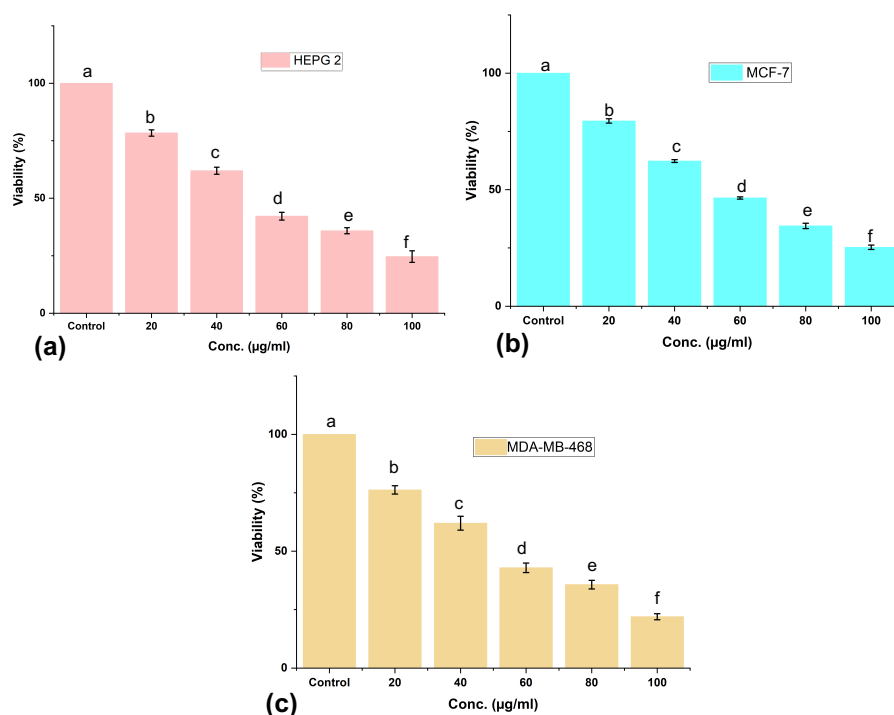 HEPG 2
a
b
c
d
e
f
100
50
0
Viability (%)
Control 20 40 60 80 100
Conc. (µg/ml)
(a)
MCF-7
a
b
c
d
e
f
100
50
0
Viability (%)
Control 20 40 60 80 100
Conc. (µg/ml)
(b)
MDA-MB-468
a
b
c
d
e
f
100
50
0
Viability (%)
Control 20 40 60 80 100
Conc. (µg/ml)
(c)